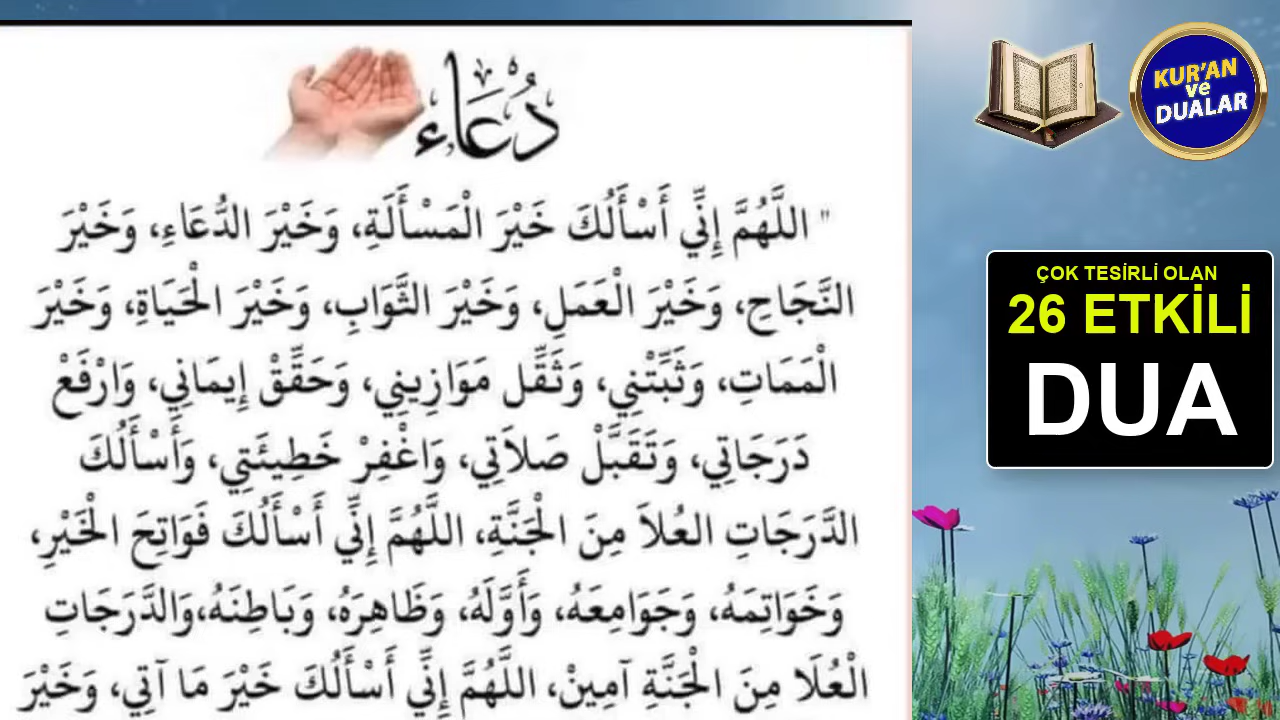 دُعَاء
" اللَّهُمَّ إِنِّي أَسْأَلُكَ خَيْرَ الْمَسْأَلَةِ، وَخَيْرَ الدُّعَاءِ، وَخَيْرَ
النَّجَاحِ، وَخَيْرَ الْعَمَلِ، وَخَيْرَ الثَّوَابِ، وَخَيْرَ الْحَيَاةِ، وَخَيْرَ
الْمَمَاتِ، وَثَبِّتْنِي، وَثَقِّل مَوَازِينِي، وَحَقِّقْ إِيمَانِي، وَارْفَعْ
دَرَجَاتِي، وَتَقَبَّلْ صَلاَتِي، وَاغْفِرْ خَطِيئَتِي، وَأَسْأَلُكَ
الدَّرَجَاتِ العُلاَ مِنَ الْجَنَّةِ، اللَّهُمَّ إِنِّي أَسْأَلُكَ فَوَاتِحَ الْخَيْرِ،
وَخَوَاتِمَهُ، وَجَوَامِعَهُ، وَأَوَّلَهُ، وَظَاهِرَهُ، وَبَاطِنَهُ،وَالدَّرَجَاتِ
الْعُلَا مِنَ الْجَنَّةِ آمِينْ، اللَّهُمَّ إِنِّي أَسْأَلُكَ خَيْرَ مَا آتِي، وَخَيْرَ
KUR'AN
ve
DUALAR
ÇOK TESİRLİ OLAN
26 ETKİLİ
DUA